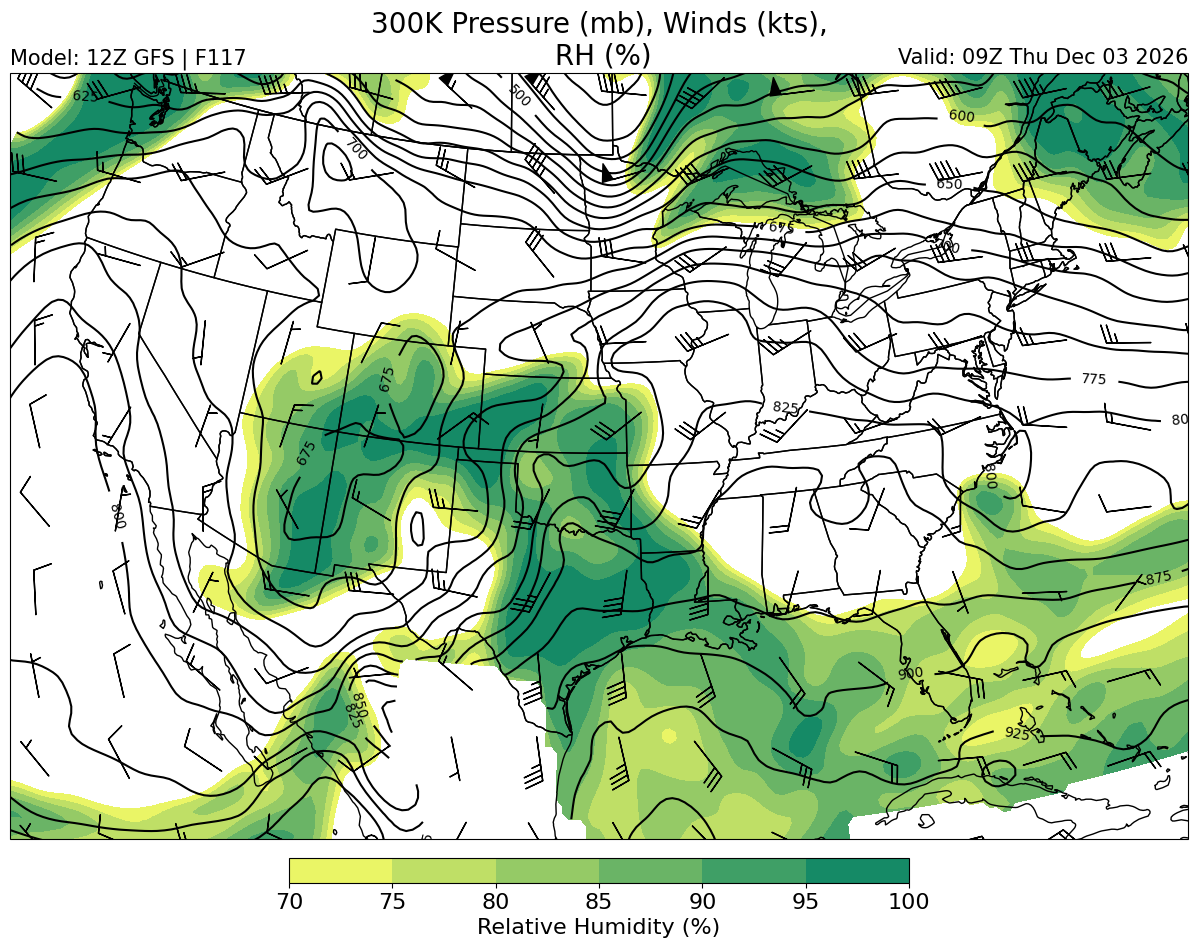 300K Pressure (mb), Winds (kts),
RH (%)
Model: 12Z GFS | F117
Valid: 09Z Thu Dec 03 2026
625
500
600
700
650
675
775
675
825
675
800
800
875
900
850
825
925
70 75 80 85 90 95 100
Relative Humidity (%)